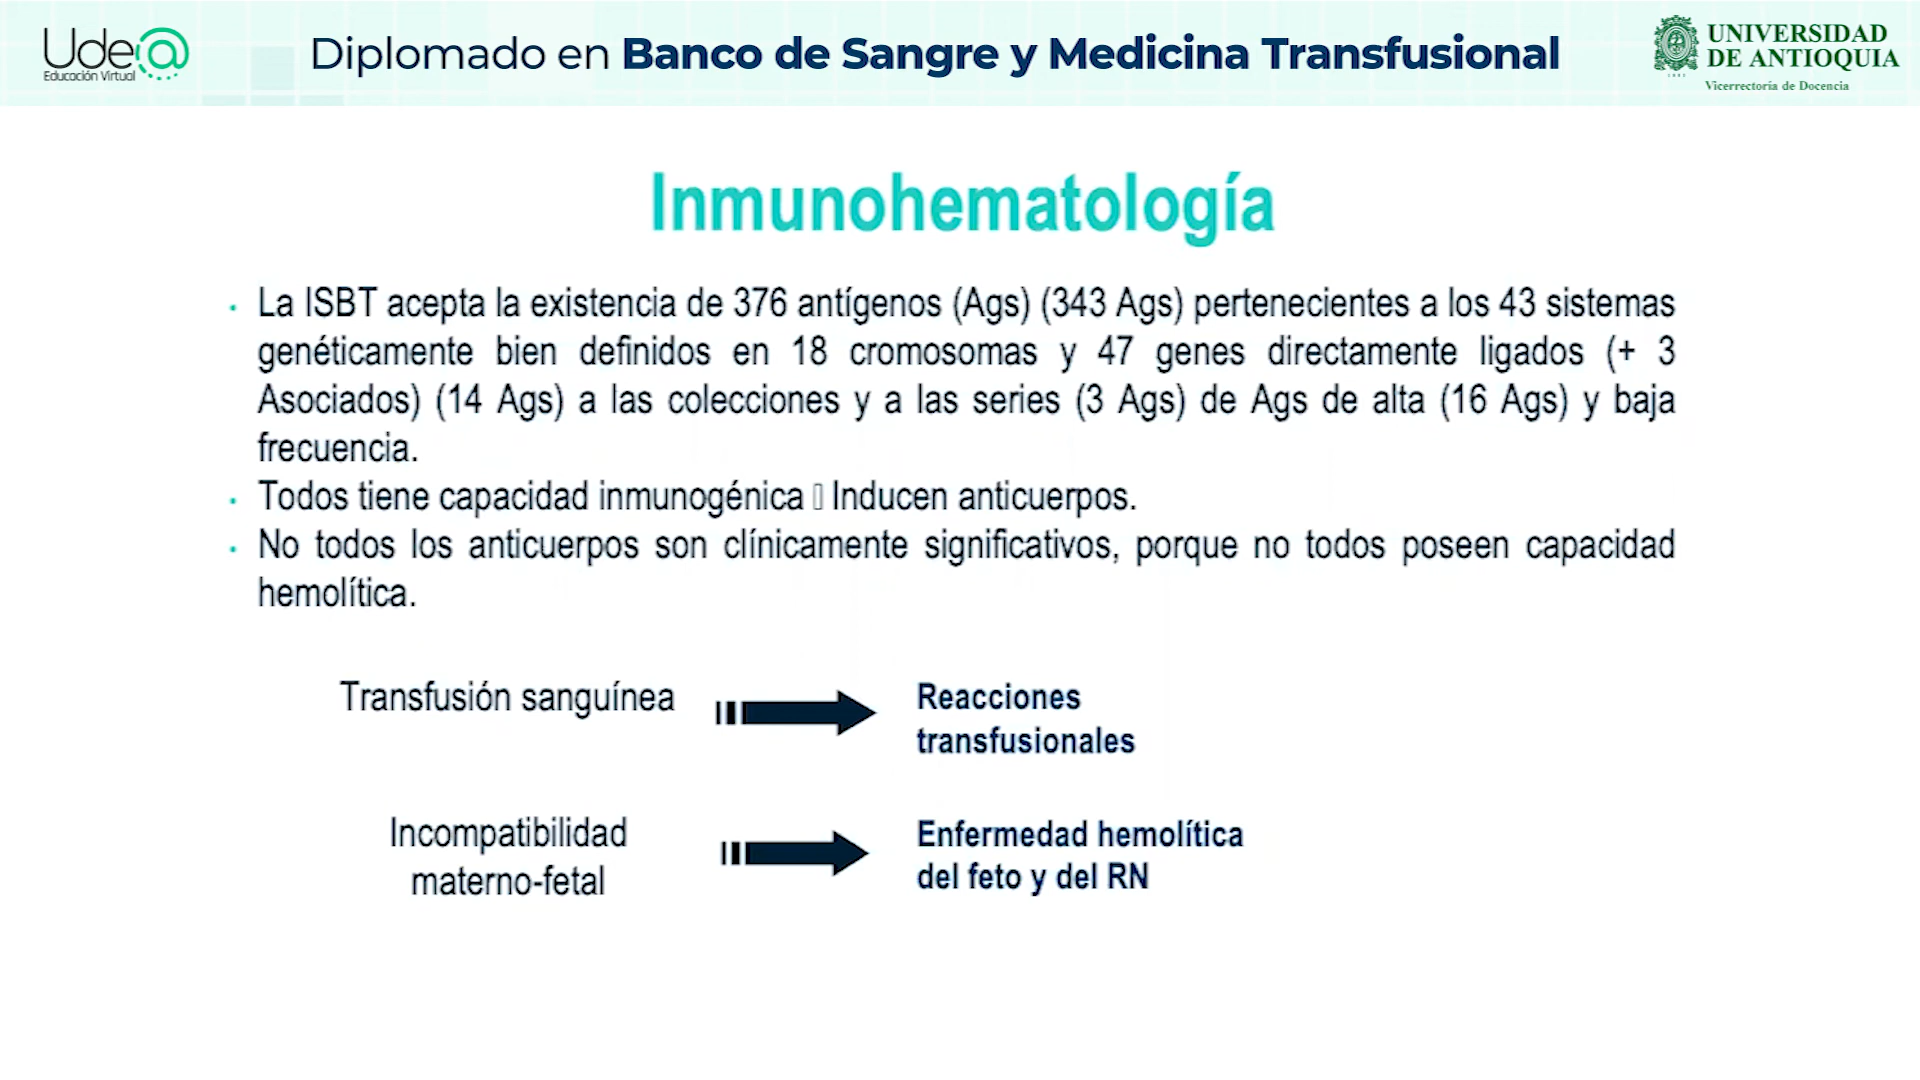 Ude@
Educación Virtual
Diplomado en Banco de Sangre y Medicina Transfusional
UNIVERSIDAD
DE ANTIOQUIA
1803
Vicerrectoría de Docencia
Inmunohematología
· La ISBT acepta la existencia de 376 antígenos (Ags) (343 Ags) pertenecientes a los 43 sistemas
genéticamente bien definidos en 18 cromosomas y 47 genes directamente ligados (+ 3
Asociados) (14 Ags) a las colecciones y a las series (3 Ags) de Ags de alta (16 Ags) y baja
frecuencia.
· Todos tiene capacidad inmunogénica ▯ Inducen anticuerpos.
· No todos los anticuerpos son clínicamente significativos, porque no todos poseen capacidad
hemolítica.
Transfusión sanguínea
Reacciones
transfusionales
Incompatibilidad
materno-fetal
Enfermedad hemolítica
del feto y del RN